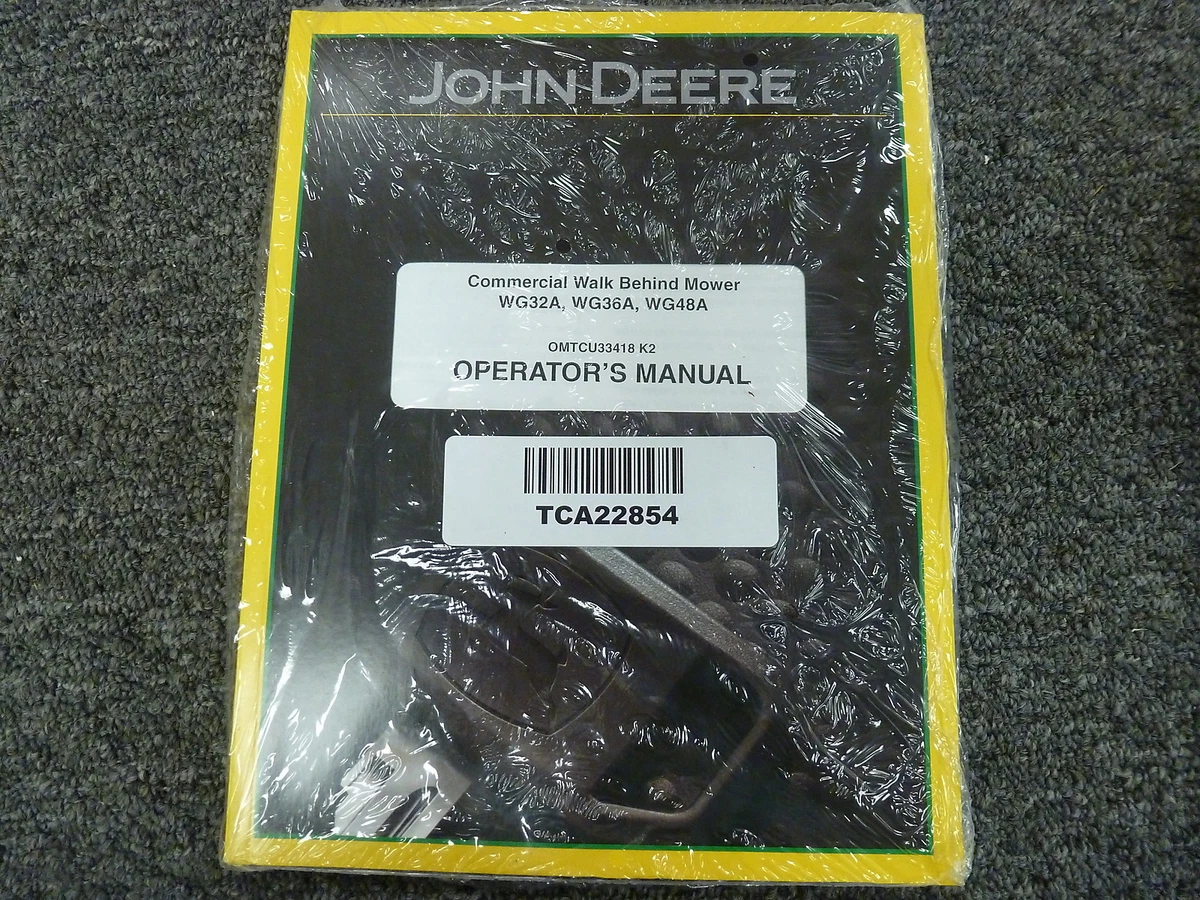 JOHN DEERE
Commercial Walk Behind Mower
WG32A, WG36A, WG48A
OMTCU33418 K2
OPERATOR'S MANUAL
TCA22854